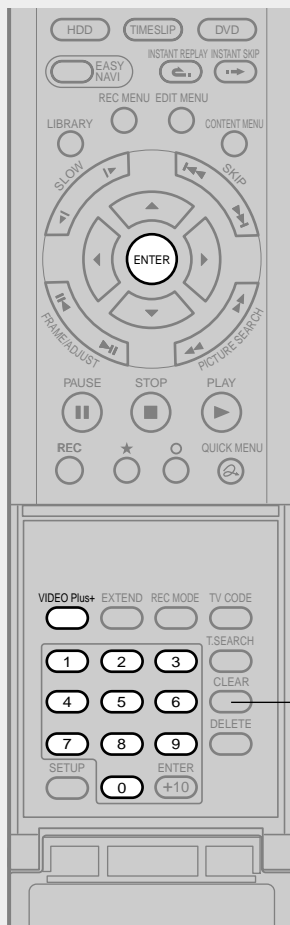 HDD TIMESLIP DVD
EASY NAVI INSTANT REPLAY INSTANT SKIP
REC MENU EDIT MENU
LIBRARY CONTENT MENU
SLOW SKIP
ENTER
FRAME/ADJUST PICTURE SEARCH
PAUSE STOP PLAY
REC ★ O QUICK MENU
VIDEO Plus+ EXTEND REC MODE TV CODE
T.SEARCH
1 2 3
CLEAR
4 5 6
DELETE
7 8 9
SETUP ENTER
0 +10